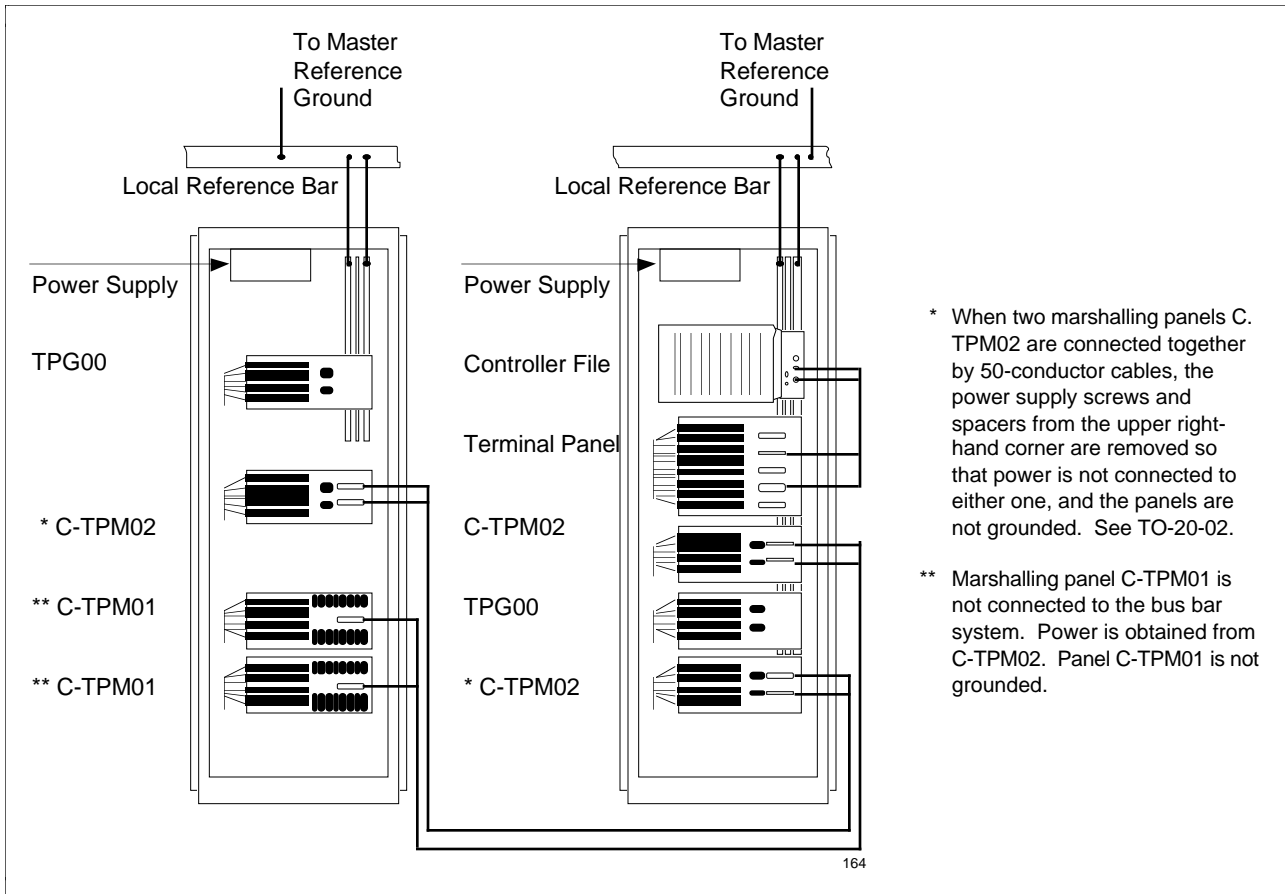 To Master
Reference
Ground
To Master
Reference
Ground
Local Reference Bar
Local Reference Bar
Power Supply
TPG00
* C-TPM02
** C-TPM01
** C-TPM01
Power Supply
Controller File
Terminal Panel
C-TPM02
TPG00
* C-TPM02
* When two marshalling panels C.
TPM02 are connected together
by 50-conductor cables, the
power supply screws and
spacers from the upper right-
hand corner are removed so
that power is not connected to
either one, and the panels are
not grounded. See TO-20-02.
** Marshalling panel C-TPM01 is
not connected to the bus bar
system. Power is obtained from
C-TPM02. Panel C-TPM01 is not
grounded.
164